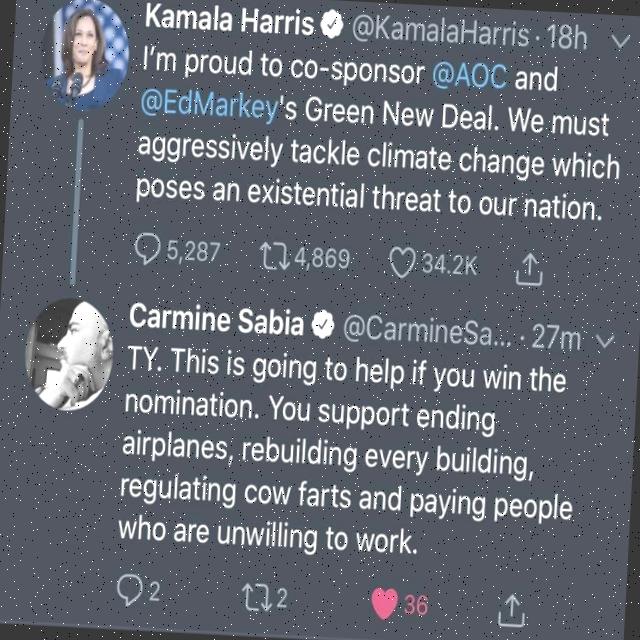 Kamala Harris @KamalaHarris · 18h
I'm proud to co-sponsor @AOC and
@EdMarkey's Green New Deal. We must
aggressively tackle climate change which
poses an existential threat to our nation.
5,287 4,869 34.2K
Carmine Sabia @CarmineSa... · 27m
TY. This is going to help if you win the
nomination. You support ending
airplanes, rebuilding every building,
regulating cow farts and paying people
who are unwilling to work.
2 2 36